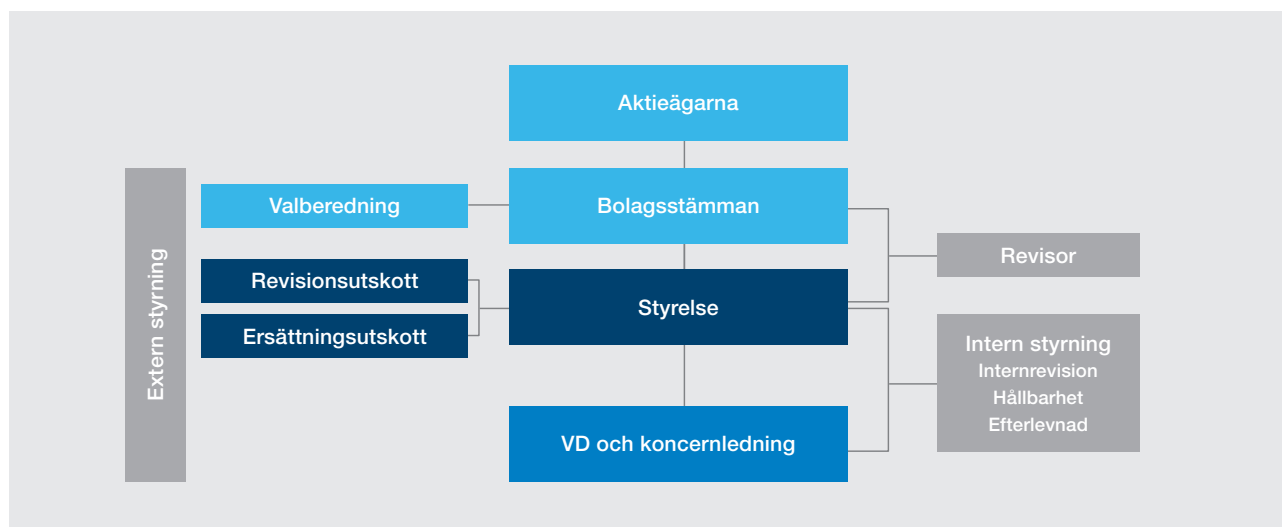 Aktieägarna
Extern styrning
Valberedning
Bolagsstämman
Revisor
Revisionsutskott
Styrelse
Ersättningsutskott
Intern styrning
Internrevision
Hållbarhet
Efterlevnad
VD och koncernledning